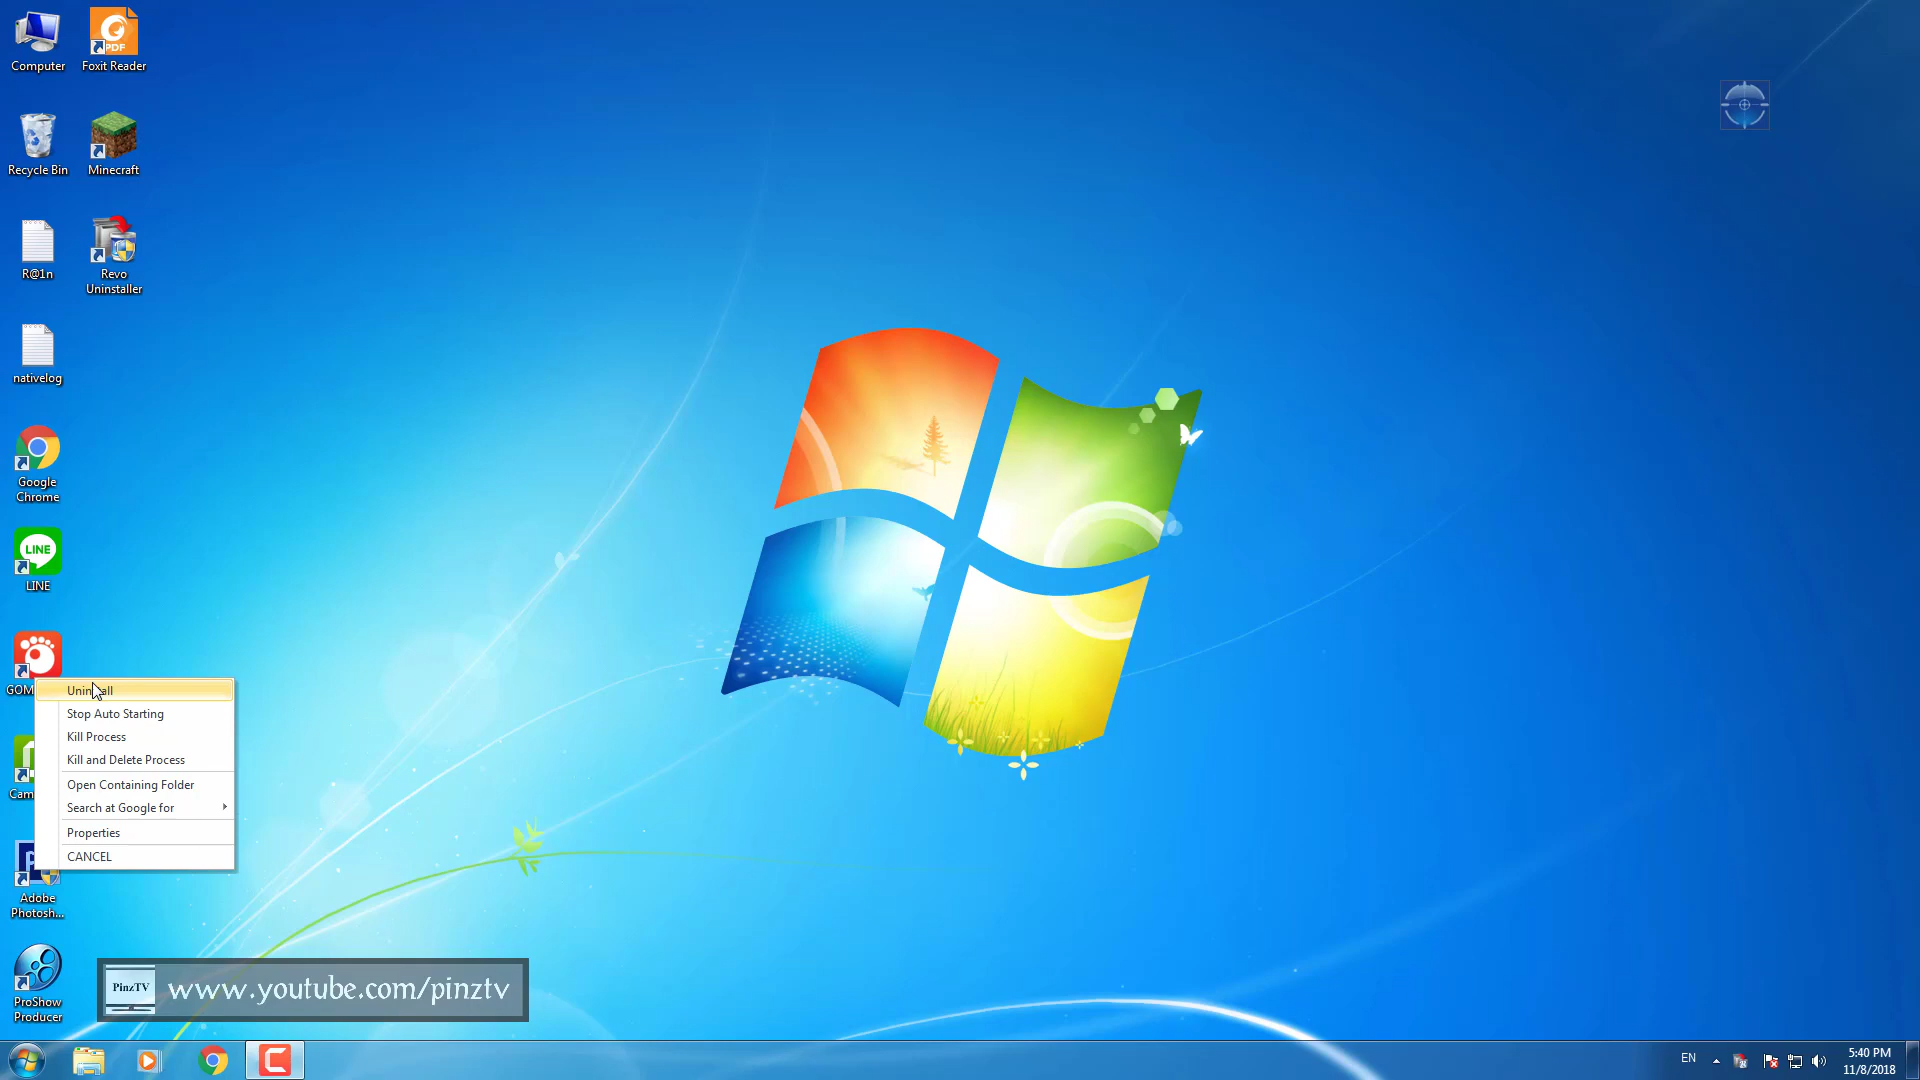 Computer
Foxit Reader
PDF
Recycle Bin
Minecraft
R@1n
Revo
Uninstaller
nativelog
Google
Chrome
LINE
LINE
GOM
Uninstall
Stop Auto Starting
Kill Process
Kill and Delete Process
Open Containing Folder
Search at Google for
Properties
CANCEL
Cam
Adobe
Photosh...
ProShow
Producer
PinzTV
www.youtube.com/pinztv
EN
5:40 PM
11/8/2018